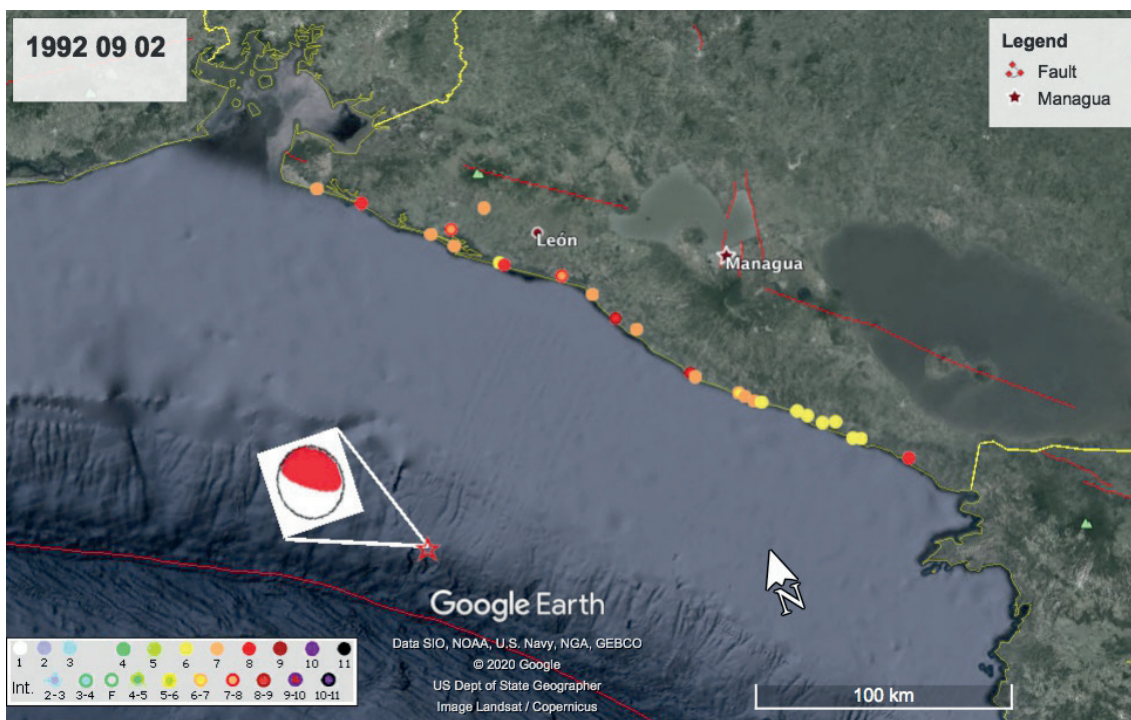 1992 09 02
Legend
Fault
Managua
León
Managua
N
Google Earth
Data SIO, NOAA, U.S. Navy, NGA, GEBCO
© 2020 Google
US Dept of State Geographer
Image Landsat / Copernicus
100 km
1 2 3 4 5 6 7 8 9 10 11
Int. 2-3 3-4 F 4-5 5-6 6-7 7-8 8-9 9-10 10-11